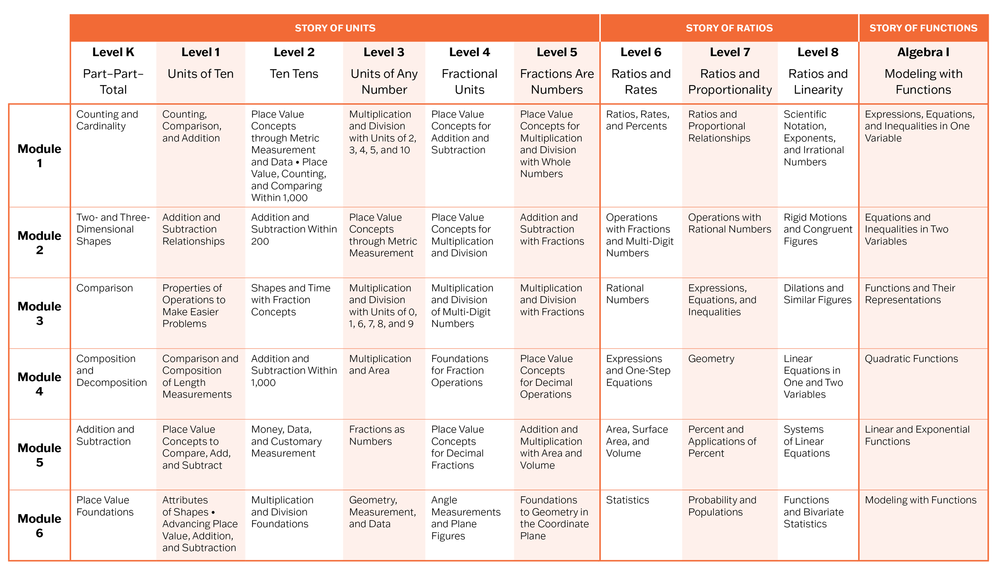 STORY OF UNITS
STORY OF RATIOS
STORY OF FUNCTIONS
Level K
Part–Part–
Total
Level 1
Units of Ten
Level 2
Ten Tens
Level 3
Units of Any
Number
Level 4
Fractional
Units
Level 5
Fractions Are
Numbers
Level 6
Ratios and
Rates
Level 7
Ratios and
Proportionality
Level 8
Ratios and
Linearity
Algebra I
Modeling with
Functions
Module
1
Counting and
Cardinality
Counting,
Comparison,
and Addition
Place Value
Concepts
through Metric
Measurement
and Data • Place
Value, Counting,
and Comparing
Within 1,000
Multiplication
and Division
with Units of 2,
3, 4, 5, and 10
Place Value
Concepts for
Addition and
Subtraction
Place Value
Concepts for
Multiplication
and Division
with Whole
Numbers
Ratios, Rates,
and Percents
Ratios and
Proportional
Relationships
Scientific
Notation,
Exponents,
and Irrational
Numbers
Expressions, Equations,
and Inequalities in One
Variable
Module
2
Two- and Three-
Dimensional
Shapes
Addition and
Subtraction
Relationships
Addition and
Subtraction Within
200
Place Value
Concepts
through Metric
Measurement
Place Value
Concepts for
Multiplication
and Division
Addition and
Subtraction
with Fractions
Operations
with Fractions
and Multi-Digit
Numbers
Operations with
Rational Numbers
Rigid Motions
and Congruent
Figures
Equations and
Inequalities in Two
Variables
Module
3
Comparison
Properties of
Operations to
Make Easier
Problems
Shapes and Time
with Fraction
Concepts
Multiplication
and Division
with Units of 0,
1, 6, 7, 8, and 9
Multiplication
and Division
of Multi-Digit
Numbers
Multiplication
and Division
with Fractions
Rational
Numbers
Expressions,
Equations, and
Inequalities
Dilations and
Similar Figures
Functions and Their
Representations
Module
4
Composition
and
Decomposition
Comparison and
Composition
of Length
Measurements
Addition and
Subtraction Within
1,000
Multiplication
and Area
Foundations
for Fraction
Operations
Place Value
Concepts
for Decimal
Operations
Expressions
and One-Step
Equations
Geometry
Linear
Equations in
One and Two
Variables
Quadratic Functions
Module
5
Addition and
Subtraction
Place Value
Concepts to
Compare, Add,
and Subtract
Money, Data,
and Customary
Measurement
Fractions as
Numbers
Place Value
Concepts
for Decimal
Fractions
Addition and
Multiplication
with Area and
Volume
Area, Surface
Area, and
Volume
Percent and
Applications of
Percent
Systems
of Linear
Equations
Linear and Exponential
Functions
Module
6
Place Value
Foundations
Attributes
of Shapes •
Advancing Place
Value, Addition,
and Subtraction
Multiplication
and Division
Foundations
Geometry,
Measurement,
and Data
Angle
Measurements
and Plane
Figures
Foundations
to Geometry in
the Coordinate
Plane
Statistics
Probability and
Populations
Functions
and Bivariate
Statistics
Modeling with Functions